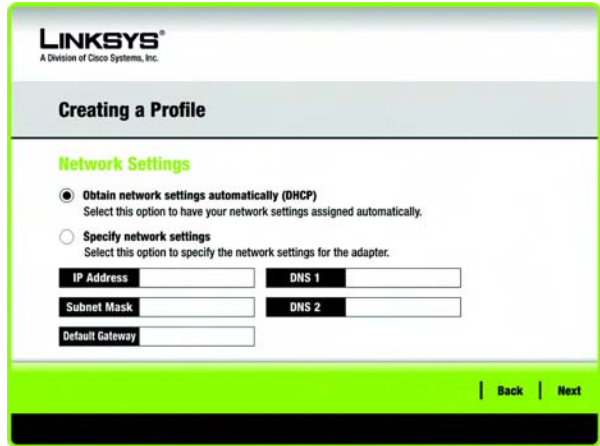 LINKSYS®
A Division of Cisco Systems, Inc.
Creating a Profile
Network Settings
Obtain network settings automatically (DHCP)
Select this option to have your network settings assigned automatically.
Specify network settings
Select this option to specify the network settings for the adapter.
IP Address
DNS 1
Subnet Mask
DNS 2
Default Gateway
Back
Next